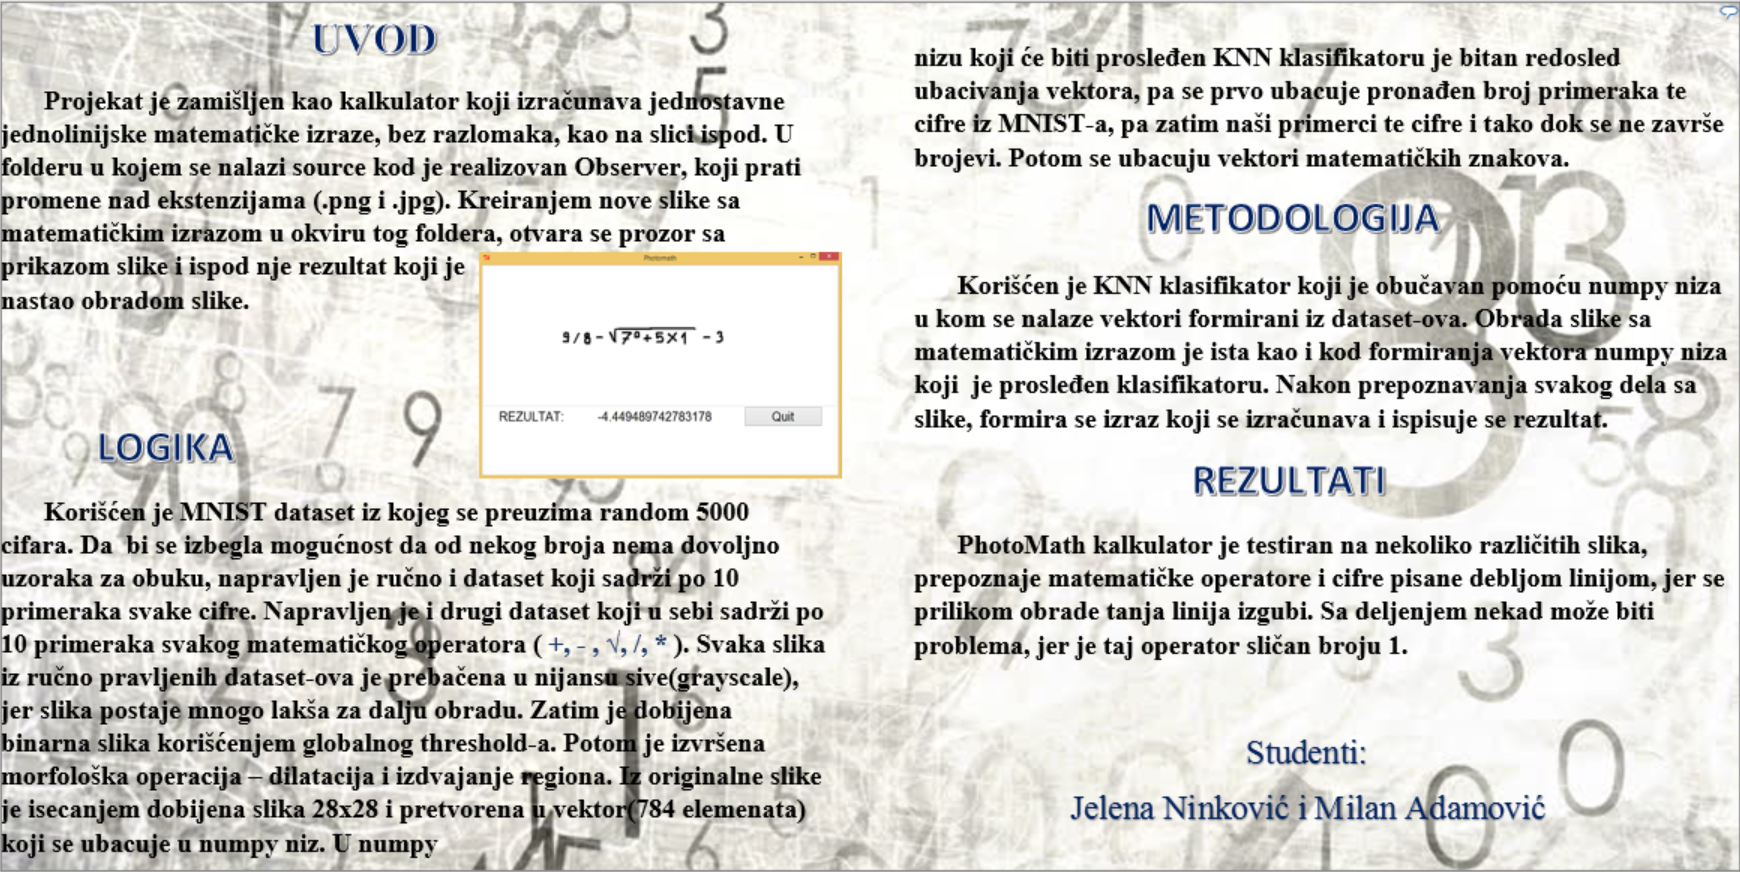 UVOD
Projekat je zamišljen kao kalkulator koji izračunava jednostavne
jednolinijske matematičke izraze, bez razlomaka, kao na slici ispod. U
folderu u kojem se nalazi source kod je realizovan Observer, koji prati
promene nad ekstenzijama (.png i .jpg). Kreiranjem nove slike sa
matematičkim izrazom u okviru tog foldera, otvara se prozor sa
prikazom slike i ispod nje rezultat koji je
nastao obradom slike.
Photomath
9/8-√7⁰+5×1 - 3
REZULTAT: -4.449489742783178 Quit
LOGIKA
Korišćen je MNIST dataset iz kojeg se preuzima random 5000
cifara. Da  bi se izbegla mogućnost da od nekog broja nema dovoljno
uzoraka za obuku, napravljen je ručno i dataset koji sadrži po 10
primeraka svake cifre. Napravljen je i drugi dataset koji u sebi sadrži po
10 primeraka svakog matematičkog operatora ( +, - , √, /, * ). Svaka slika
iz ručno pravljenih dataset-ova je prebačena u nijansu sive(grayscale),
jer slika postaje mnogo lakša za dalju obradu. Zatim je dobijena
binarna slika korišćenjem globalnog threshold-a. Potom je izvršena
morfološka operacija – dilatacija i izdvajanje regiona. Iz originalne slike
je isecanjem dobijena slika 28x28 i pretvorena u vektor(784 elemenata)
koji se ubacuje u numpy niz. U numpy
nizu koji će biti prosleđen KNN klasifikatoru je bitan redosled
ubacivanja vektora, pa se prvo ubacuje pronađen broj primeraka te
cifre iz MNIST-a, pa zatim naši primerci te cifre i tako dok se ne završe
brojevi. Potom se ubacuju vektori matematičkih znakova.
METODOLOGIJA
Korišćen je KNN klasifikator koji je obučavan pomoću numpy niza
u kom se nalaze vektori formirani iz dataset-ova. Obrada slike sa
matematičkim izrazom je ista kao i kod formiranja vektora numpy niza
koji  je prosleđen klasifikatoru. Nakon prepoznavanja svakog dela sa
slike, formira se izraz koji se izračunava i ispisuje se rezultat.
REZULTATI
PhotoMath kalkulator je testiran na nekoliko različitih slika,
prepoznaje matematičke operatore i cifre pisane debljom linijom, jer se
prilikom obrade tanja linija izgubi. Sa deljenjem nekad može biti
problema, jer je taj operator sličan broju 1.
Studenti:
Jelena Ninković i Milan Adamović